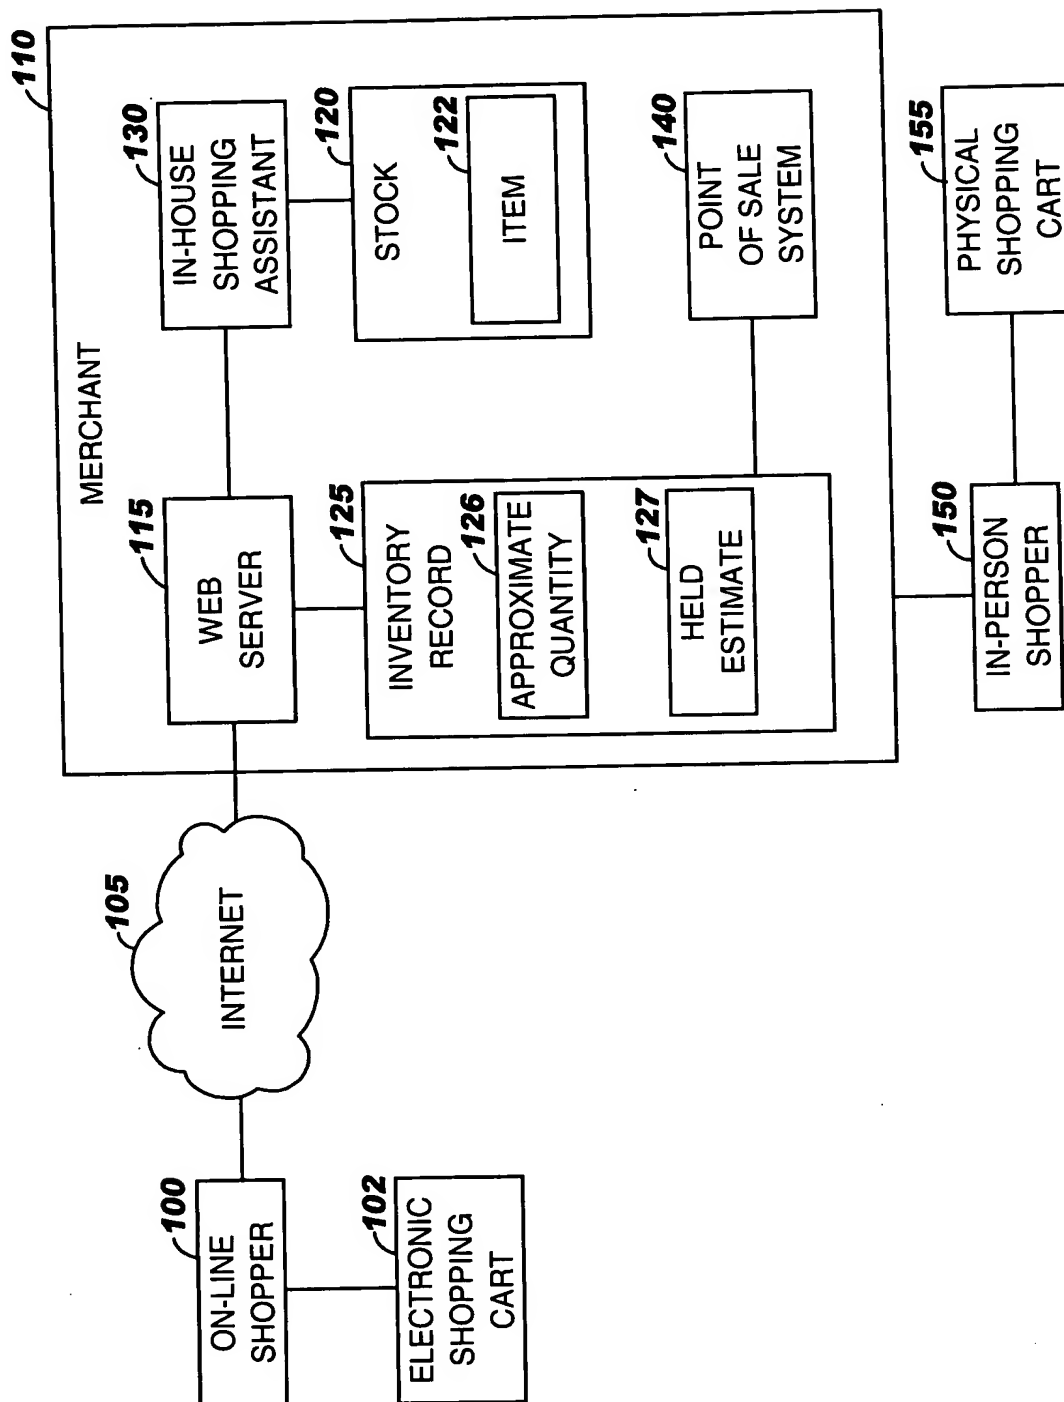 110
MERCHANT
130
IN-HOUSE
SHOPPING
ASSISTANT
120
STOCK
122
ITEM
140
POINT
OF SALE
SYSTEM
115
WEB
SERVER
125
INVENTORY
RECORD
126
APPROXIMATE
QUANTITY
127
HELD
ESTIMATE
105
INTERNET
100
ON-LINE
SHOPPER
102
ELECTRONIC
SHOPPING
CART
150
IN-PERSON
SHOPPER
155
PHYSICAL
SHOPPING
CART